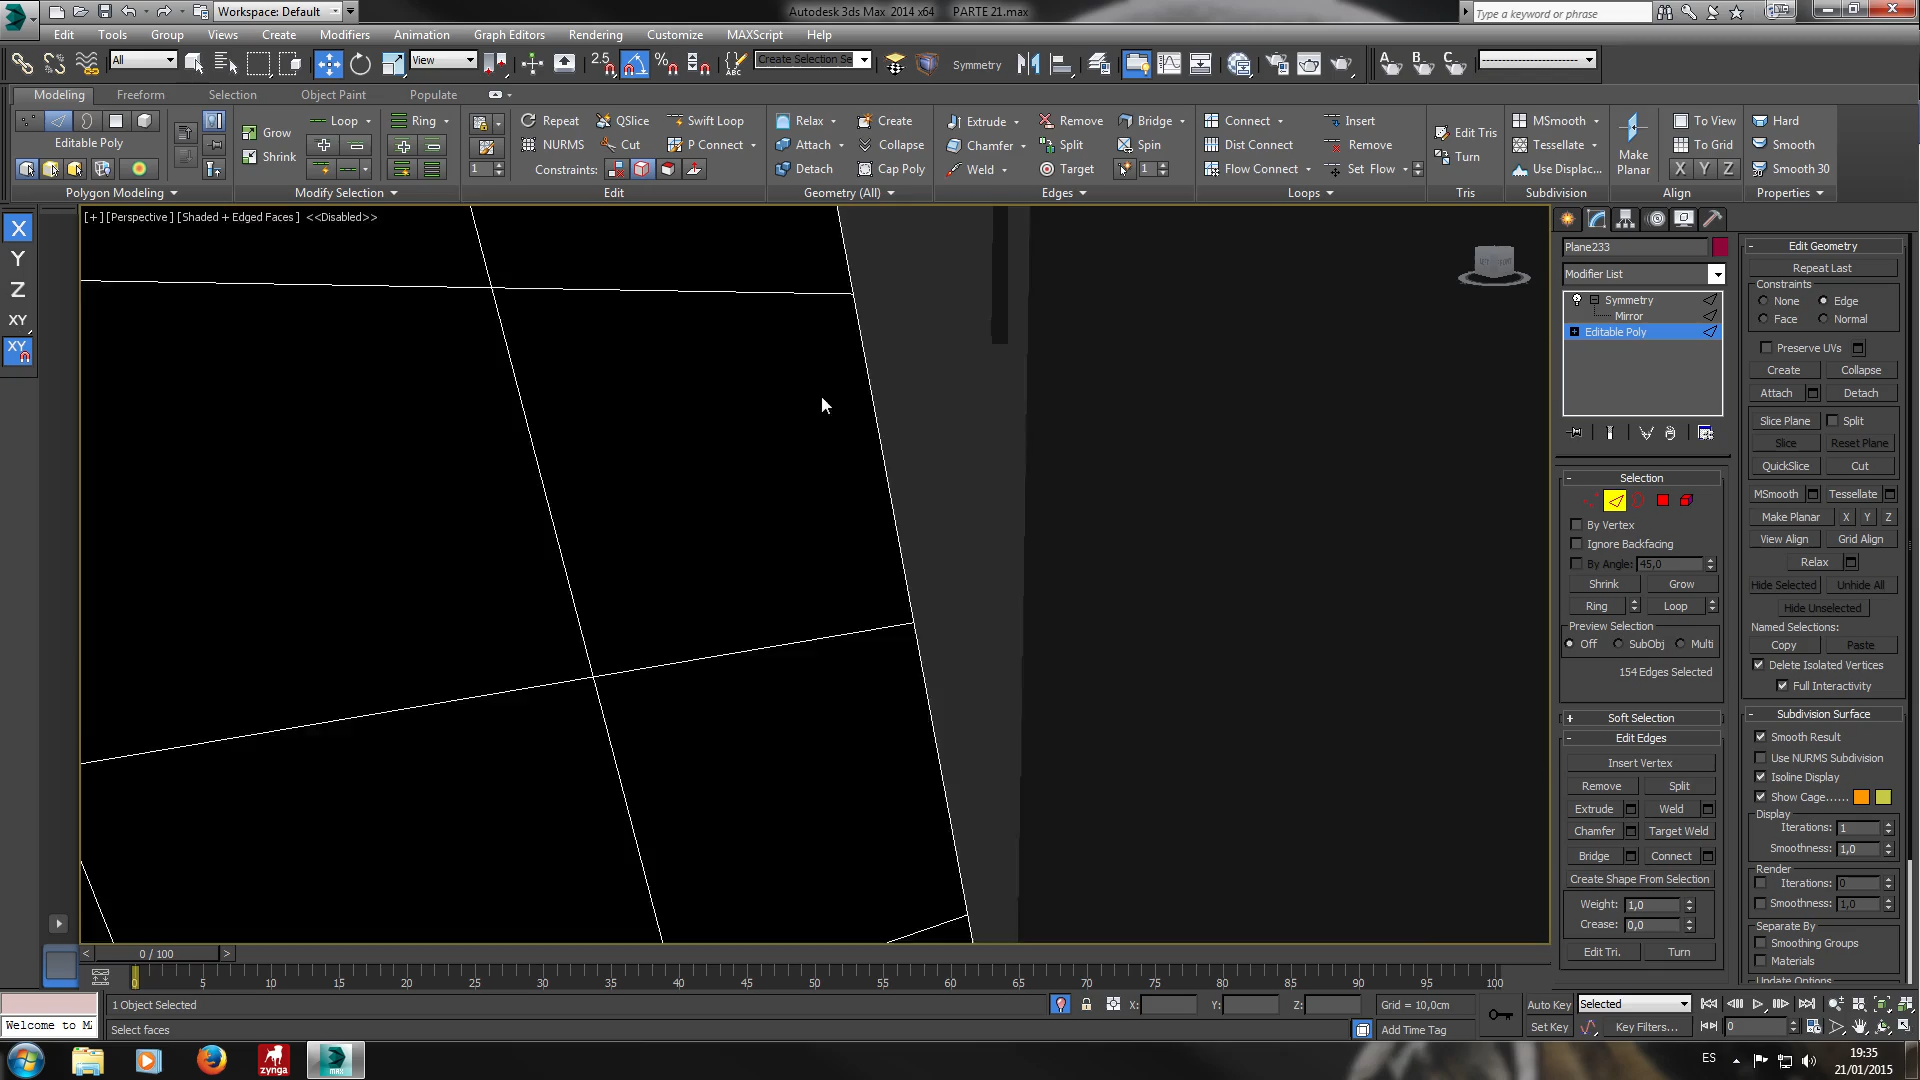 Workspace: Default
Autodesk 3ds Max 2014 x64
PARTE 21.max
Type a keyword or phrase
Edit
Tools
Group
Views
Create
Modifiers
Animation
Graph Editors
Rendering
Customize
MAXScript
Help
All
View
2.5
Create Selection Se
Symmetry
A
B
C
Modeling
Freeform
Selection
Object Paint
Populate
Loop
Ring
Repeat
QSlice
Swift Loop
Relax
Create
Extrude
Remove
Bridge
Connect
Insert
MSmooth
To View
Hard
Editable Poly
Grow
NURMS
Cut
P Connect
Attach
Collapse
Chamfer
Split
Spin
Dist Connect
Remove
Edit Tris
Turn
Tessellate
Make Planar
To Grid
Smooth
Shrink
1
Constraints:
Detach
Cap Poly
Weld
Target
1
Flow Connect
Set Flow
Use Displac...
X
Y
Z
Smooth 30
Polygon Modeling
Modify Selection
Edit
Geometry (All)
Edges
Loops
Tris
Subdivision
Align
Properties
X
Y
Z
XY
XY
[+] [Perspective ] [Shaded + Edged Faces ] <<Disabled>>
Plane233
Modifier List
Symmetry
Mirror
Editable Poly
Selection
By Vertex
Ignore Backfacing
By Angle: 45,0
Shrink
Grow
Ring
Loop
Preview Selection
Off
SubObj
Multi
154 Edges Selected
Soft Selection
Edit Edges
Insert Vertex
Remove
Split
Extrude
Weld
Chamfer
Target Weld
Bridge
Connect
Create Shape From Selection
Weight: 1,0
Crease: 0,0
Edit Tri.
Turn
Edit Geometry
Repeat Last
Constraints
None
Edge
Face
Normal
Preserve UVs
Create
Collapse
Attach
Detach
Slice Plane
Split
Slice
Reset Plane
QuickSlice
Cut
MSmooth
Tessellate
Make Planar
X
Y
Z
View Align
Grid Align
Relax
Hide Selected
Unhide All
Hide Unselected
Named Selections:
Copy
Paste
Delete Isolated Vertices
Full Interactivity
Subdivision Surface
Smooth Result
Use NURMS Subdivision
Isoline Display
Show Cage......
Display
Iterations: 1
Smoothness: 1,0
Render
Iterations: 0
Smoothness: 1,0
Separate By
Smoothing Groups
Materials
Update Options
0 / 100
0 5 10 15 20 25 30 35 40 45 50 55 60 65 70 75 80 85 90 95 100
1 Object Selected
X:
Y:
Z:
Grid = 10,0cm
Auto Key
Selected
Welcome to MA
Select faces
Add Time Tag
Set Key
Key Filters...
0
zynga
MAX
ES
19:35
21/01/2015